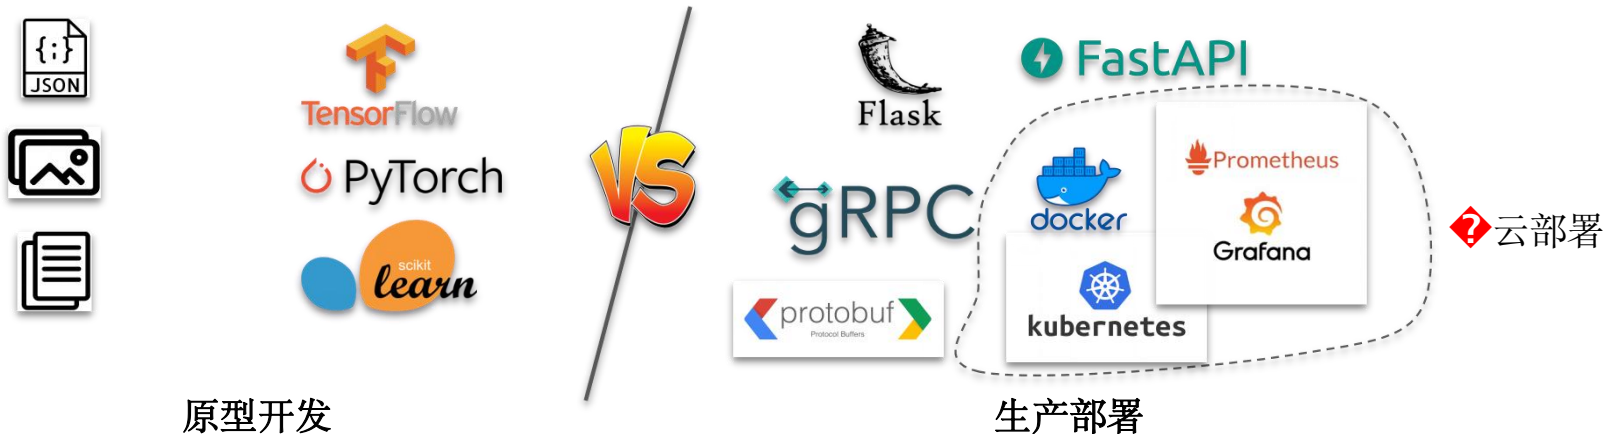 {;}
JSON
TensorFlow
PyTorch
scikit
learn
原型开发
VS
Flask
FastAPI
gRPC
protobuf
Protocol Buffers
docker
kubernetes
Prometheus
Grafana
�云部署
生产部署